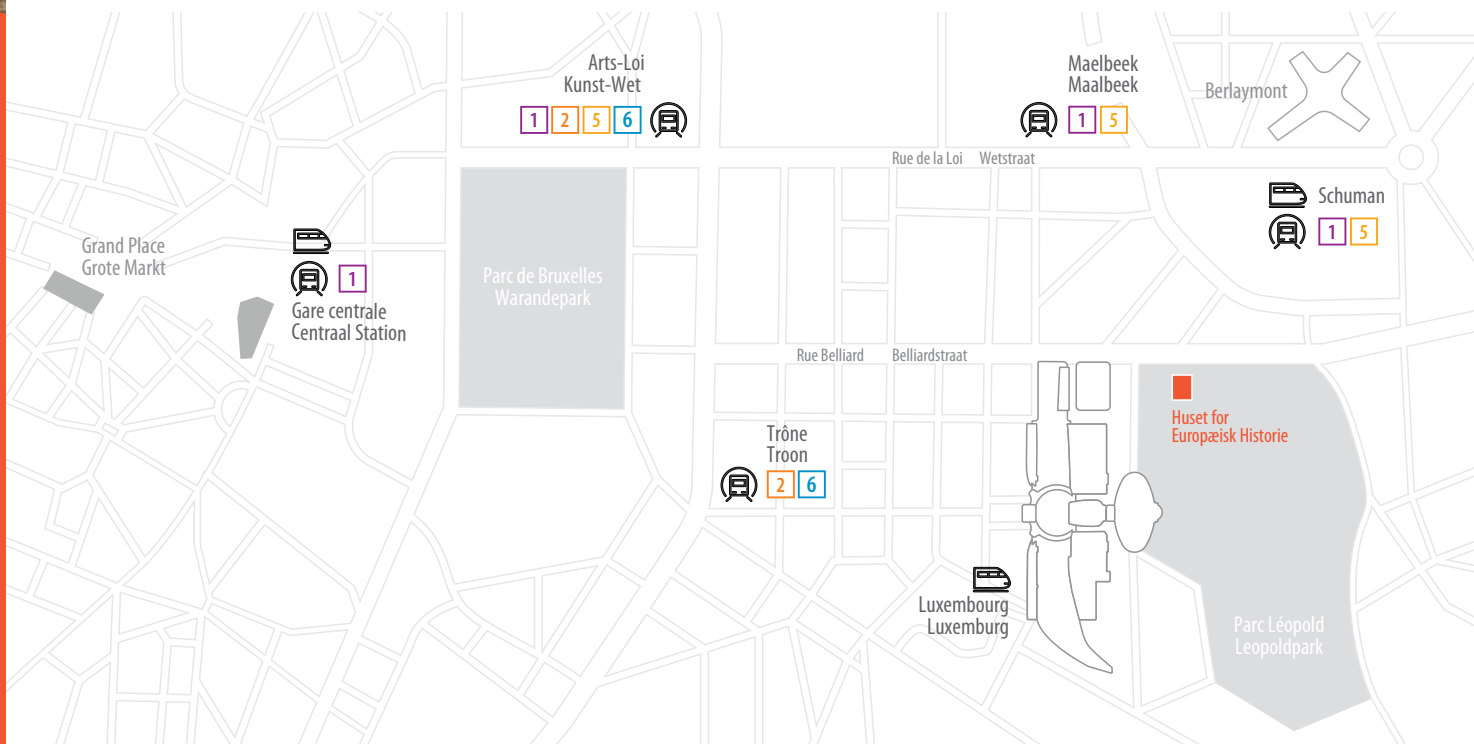 Arts-Loi
Kunst-Wet
1 2 5 6
Maelbeek
Maalbeek
1 5
Berlaymont
Rue de la Loi Wetstraat
Schuman
1 5
Grand Place
Grote Markt
1
Gare centrale
Centraal Station
Parc de Bruxelles
Warandepark
Rue Belliard Belliardstraat
Huset for
Europæisk Historie
Trône
Troon
2 6
Luxembourg
Luxemburg
Parc Léopold
Leopoldpark